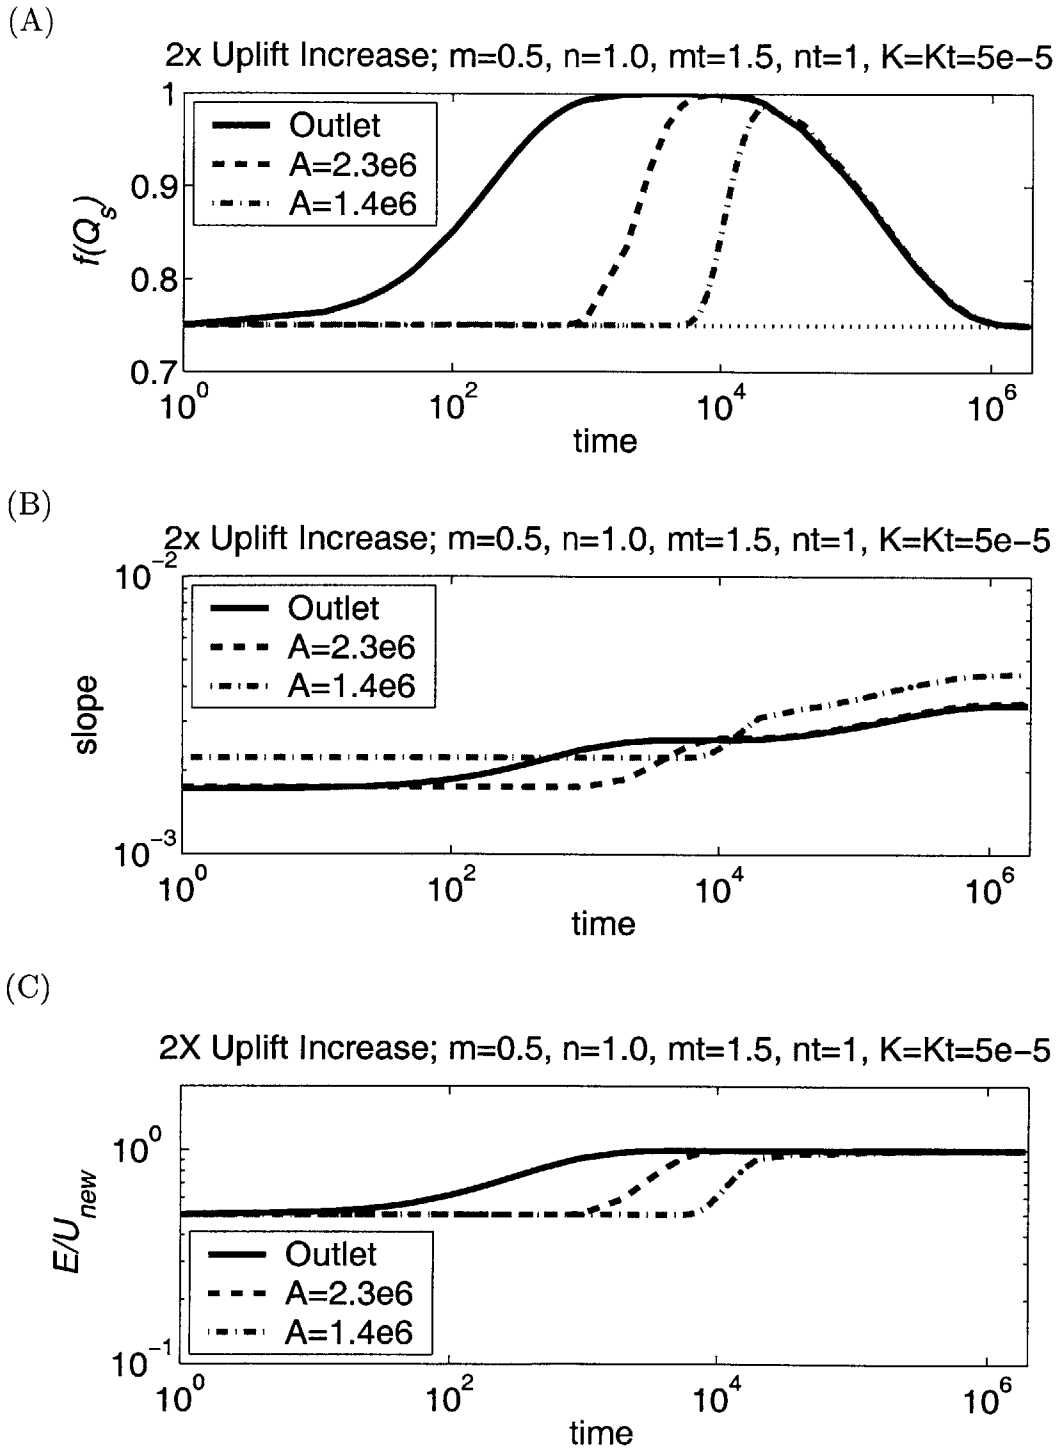 (A)
2x Uplift Increase; m=0.5, n=1.0, mt=1.5, nt=1, K=Kt=5e-5
1
Outlet
A=2.3e6
0.9
A=1.4e6
f(Q_s)
0.8
0.7
10^0 10^2 10^4 10^6
time
(B)
2x Uplift Increase; m=0.5, n=1.0, mt=1.5, nt=1, K=Kt=5e-5
10^-2
Outlet
A=2.3e6
A=1.4e6
slope
10^-3
10^0 10^2 10^4 10^6
time
(C)
2X Uplift Increase; m=0.5, n=1.0, mt=1.5, nt=1, K=Kt=5e-5
10^0
E/U_new
Outlet
A=2.3e6
A=1.4e6
10^-1
10^0 10^2 10^4 10^6
time